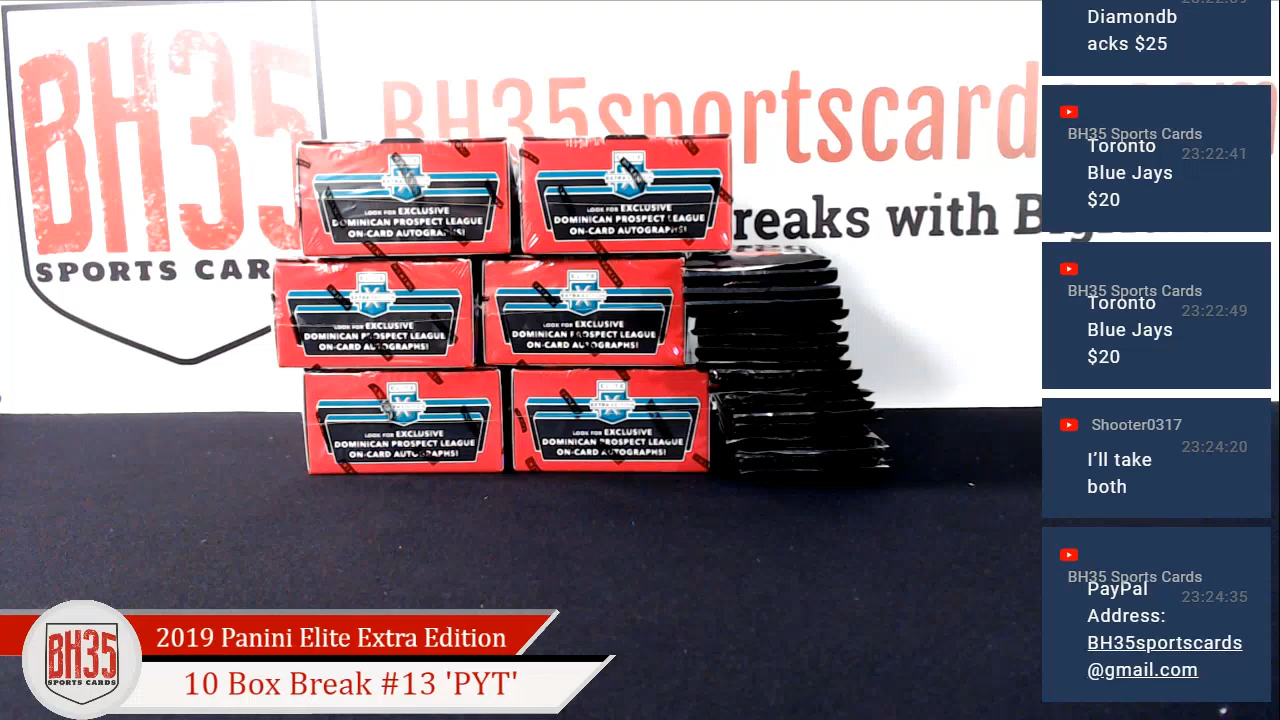 BH35
SPORTS CAR
BH35sportscard
reaks with B
LOOK FOR EXCLUSIVE
DOMINICAN PROSPECT LEAGUE
ON-CARD AUTOGRAPHS!
LOOK FOR EXCLUSIVE
DOMINICAN PROSPECT LEAGUE
ON-CARD AUTOGRAPHS!
LOOK FOR EXCLUSIVE
DOMINICAN PROSPECT LEAGUE
ON-CARD AUTOGRAPHS!
LOOK FOR EXCLUSIVE
DOMINICAN PROSPECT LEAGUE
ON-CARD AUTOGRAPHS!
LOOK FOR EXCLUSIVE
DOMINICAN PROSPECT LEAGUE
ON-CARD AUTOGRAPHS!
LOOK FOR EXCLUSIVE
DOMINICAN PROSPECT LEAGUE
ON-CARD AUTOGRAPHS!
BH35
SPORTS CARDS
2019 Panini Elite Extra Edition
10 Box Break #13 'PYT'
Diamondb
acks $25
BH35 Sports Cards
23:22:41
Toronto
Blue Jays
$20
BH35 Sports Cards
23:22:49
Toronto
Blue Jays
$20
Shooter0317
23:24:20
I'll take
both
BH35 Sports Cards
23:24:35
PayPal
Address:
BH35sportscards
@gmail.com